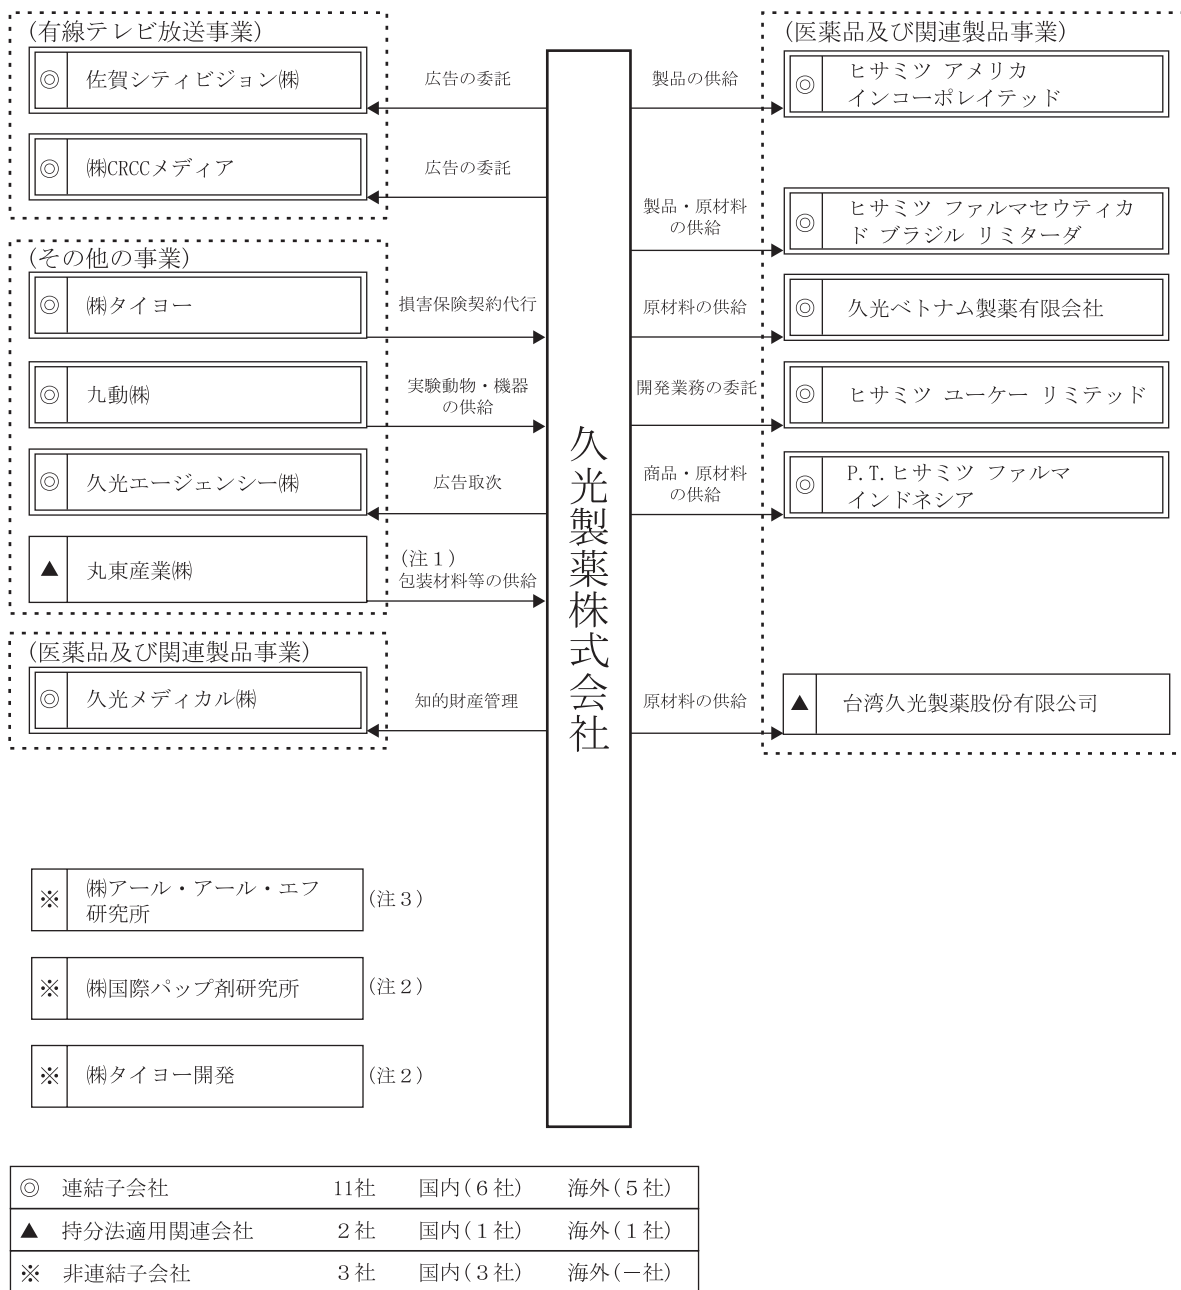 (有線テレビ放送事業)
◎ 佐賀シティビジョン㈱
広告の委託
◎ ㈱CRCCメディア
広告の委託
(その他の事業)
◎ ㈱タイヨー
損害保険契約代行
◎ 九動㈱
実験動物・機器
の供給
◎ 久光エージェンシー㈱
広告取次
▲ 丸東産業㈱
(注1)
包装材料等の供給
(医薬品及び関連製品事業)
◎ 久光メディカル㈱
知的財産管理
※ ㈱アール・アール・エフ
研究所
(注3)
※ ㈱国際パップ剤研究所
(注2)
※ ㈱タイヨー開発
(注2)
久光製薬株式会社
(医薬品及び関連製品事業)
製品の供給
◎ ヒサミツ アメリカ
インコーポレイテッド
製品・原材料
の供給
◎ ヒサミツ ファルマセウティカ
ド ブラジル リミターダ
原材料の供給
◎ 久光ベトナム製薬有限会社
開発業務の委託
◎ ヒサミツ ユーケー リミテッド
商品・原材料
の供給
◎ P.T.ヒサミツ ファルマ
インドネシア
原材料の供給
▲ 台湾久光製薬股份有限公司
◎ 連結子会社 11社 国内(6社) 海外(5社)
▲ 持分法適用関連会社 2社 国内(1社) 海外(1社)
※ 非連結子会社 3社 国内(3社) 海外(－社)